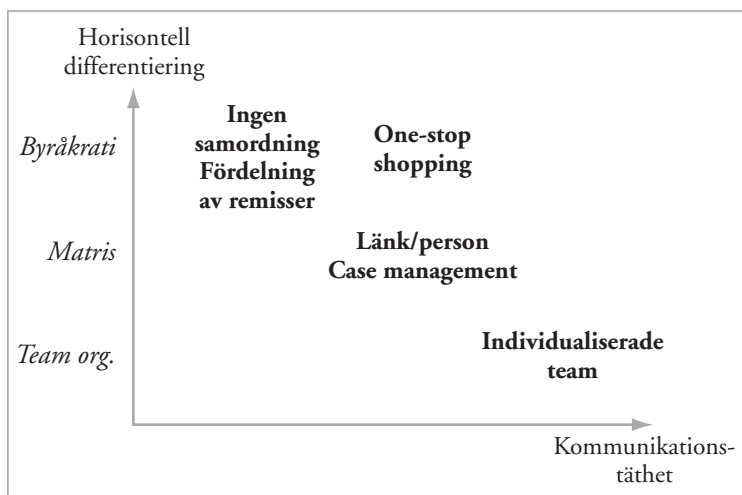 Horisontell
differentiering
Byråkrati
Ingen
samordning
Fördelning
av remisser
One-stop
shopping
Matris
Länk/person
Case management
Team org.
Individualiserade
team
Kommunikations-
täthet